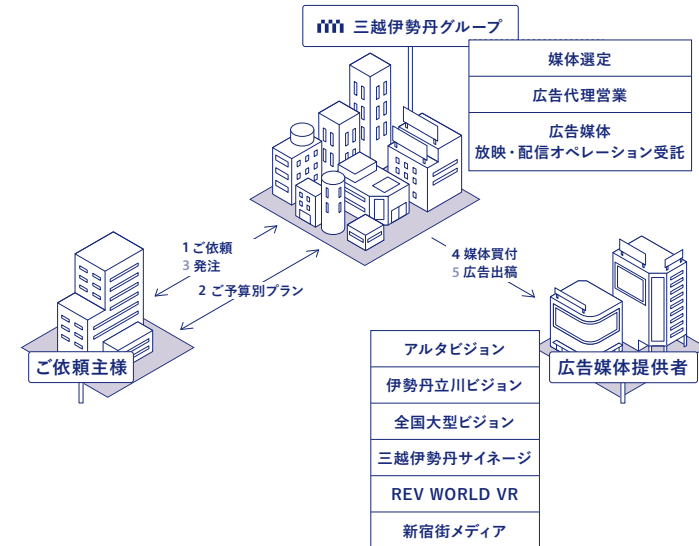 三越伊勢丹グループ
媒体選定
広告代理営業
広告媒体
放映・配信オペレーション受託
1 ご依頼
3 発注
2 ご予算別プラン
4 媒体買付
5 広告出稿
ご依頼主様
広告媒体提供者
アルタビジョン
伊勢丹立川ビジョン
全国大型ビジョン
三越伊勢丹サイネージ
REV WORLD VR
新宿街メディア